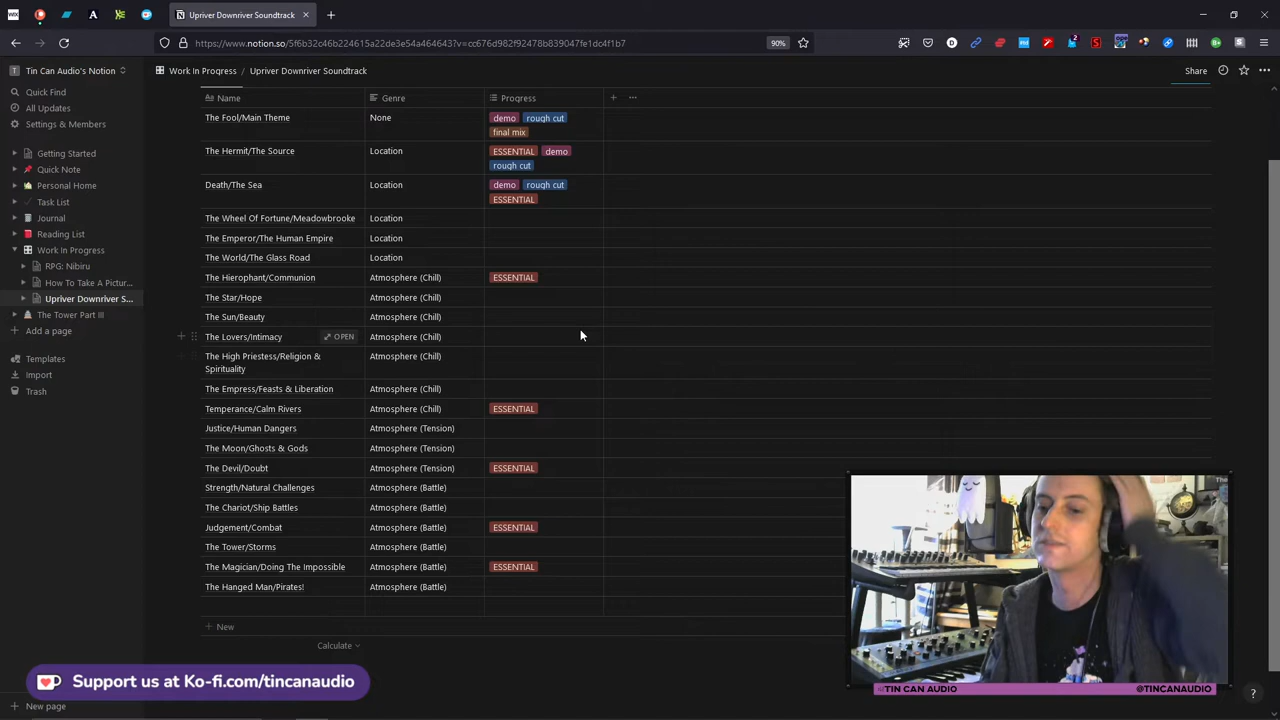 Upriver Downriver Soundtrack
https://www.notion.so/5f6b32c46b224615a22de3e54a464643?v=cc676d982f92478b839047fe1dc4f1b7
90%
Tin Can Audio's Notion
Work In Progress / Upriver Downriver Soundtrack
Share
Quick Find
All Updates
Settings & Members
Getting Started
Quick Note
Personal Home
Task List
Journal
Reading List
Work In Progress
RPG: Nibiru
How To Take A Pictur...
Upriver Downriver S...
The Tower Part III
Add a page
Templates
Import
Trash
New page
Name Genre Progress
The Fool/Main Theme None demo rough cut
final mix
The Hermit/The Source Location ESSENTIAL demo
rough cut
Death/The Sea Location demo rough cut
ESSENTIAL
The Wheel Of Fortune/Meadowbrooke Location
The Emperor/The Human Empire Location
The World/The Glass Road Location
The Hierophant/Communion Atmosphere (Chill) ESSENTIAL
The Star/Hope Atmosphere (Chill)
The Sun/Beauty Atmosphere (Chill)
The Lovers/Intimacy OPEN Atmosphere (Chill)
The High Priestess/Religion & Atmosphere (Chill)
Spirituality
The Empress/Feasts & Liberation Atmosphere (Chill)
Temperance/Calm Rivers Atmosphere (Chill) ESSENTIAL
Justice/Human Dangers Atmosphere (Tension)
The Moon/Ghosts & Gods Atmosphere (Tension)
The Devil/Doubt Atmosphere (Tension) ESSENTIAL
Strength/Natural Challenges Atmosphere (Battle)
The Chariot/Ship Battles Atmosphere (Battle)
Judgement/Combat Atmosphere (Battle) ESSENTIAL
The Tower/Storms Atmosphere (Battle)
The Magician/Doing The Impossible Atmosphere (Battle) ESSENTIAL
The Hanged Man/Pirates! Atmosphere (Battle)
New
Calculate
Support us at Ko-fi.com/tincanaudio
TIN CAN AUDIO @TINCANAUDIO